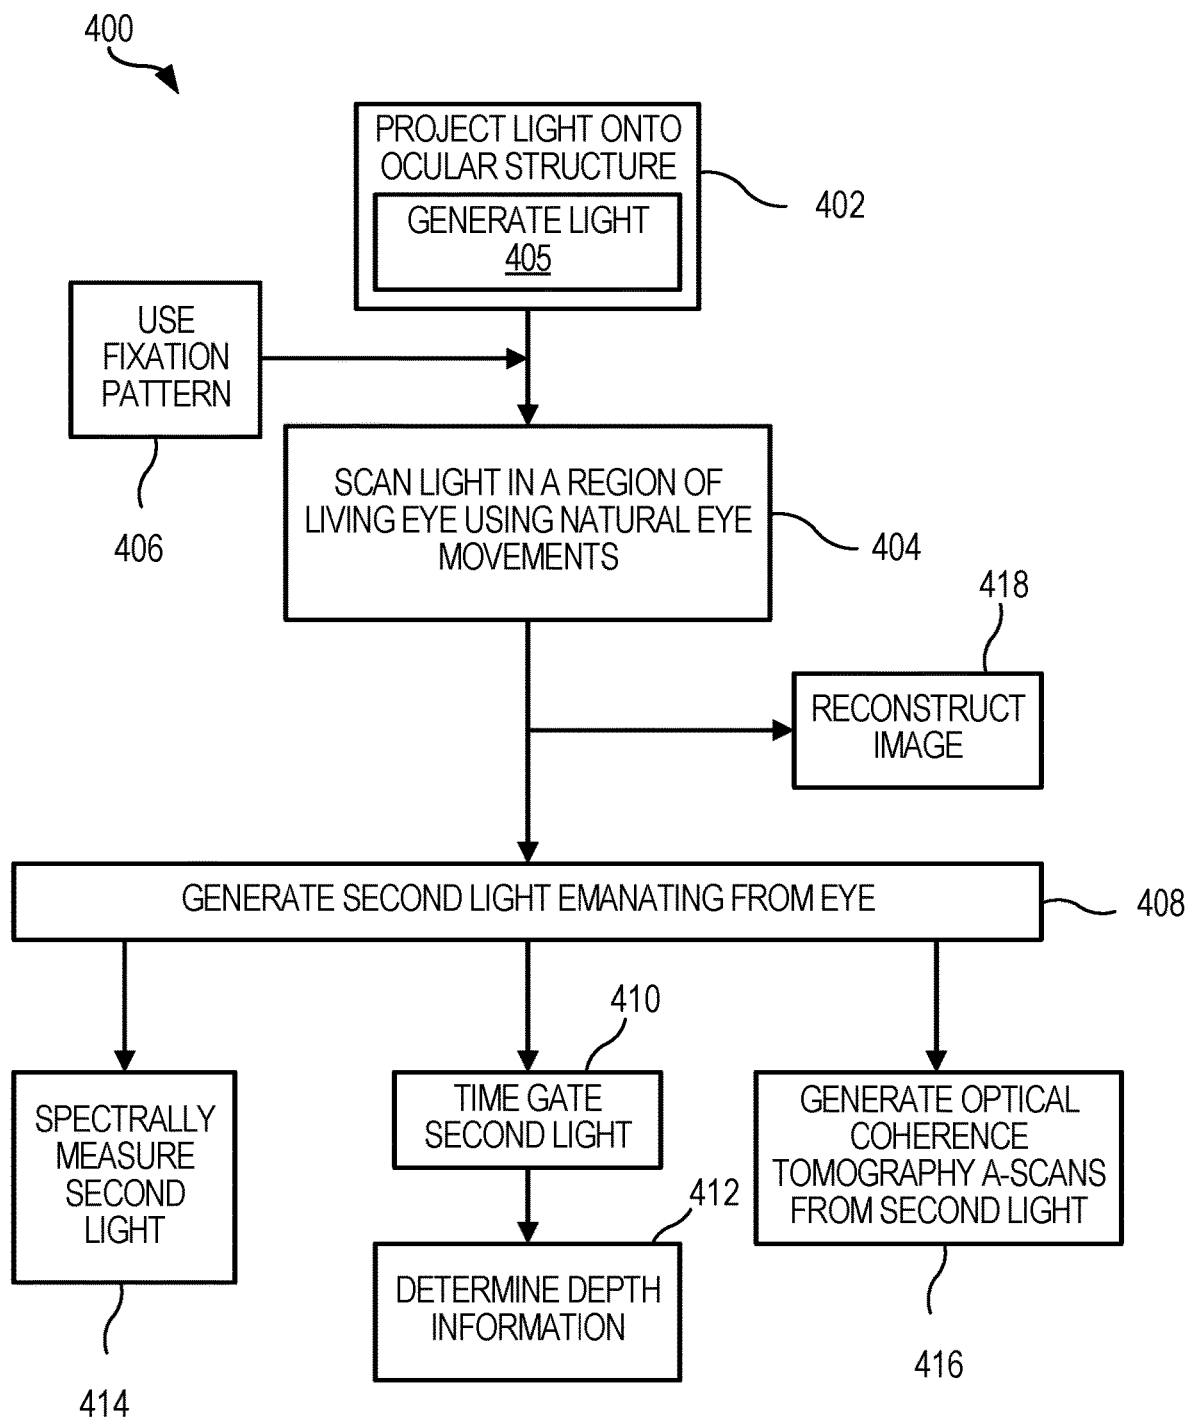 400
PROJECT LIGHT ONTO
OCULAR STRUCTURE
GENERATE LIGHT
405
402
USE
FIXATION
PATTERN
406
SCAN LIGHT IN A REGION OF
LIVING EYE USING NATURAL EYE
MOVEMENTS
404
418
RECONSTRUCT
IMAGE
GENERATE SECOND LIGHT EMANATING FROM EYE
408
SPECTRALLY
MEASURE
SECOND
LIGHT
414
410
TIME GATE
SECOND LIGHT
412
DETERMINE DEPTH
INFORMATION
GENERATE OPTICAL
COHERENCE
TOMOGRAPHY A-SCANS
FROM SECOND LIGHT
416